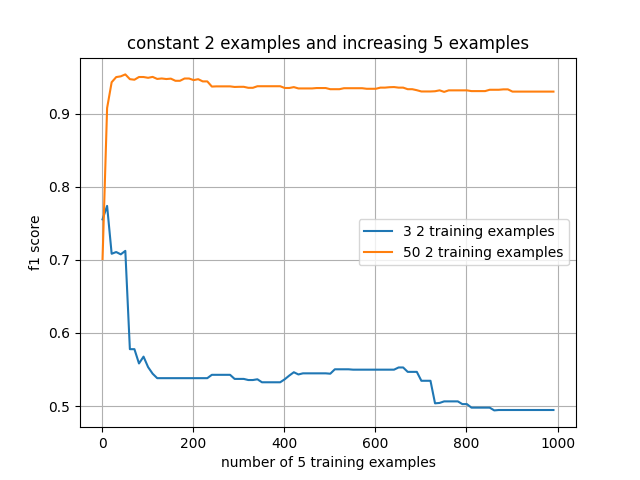 constant 2 examples and increasing 5 examples
f1 score
0.9
0.8
0.7
0.6
0.5
3 2 training examples
50 2 training examples
0 200 400 600 800 1000
number of 5 training examples